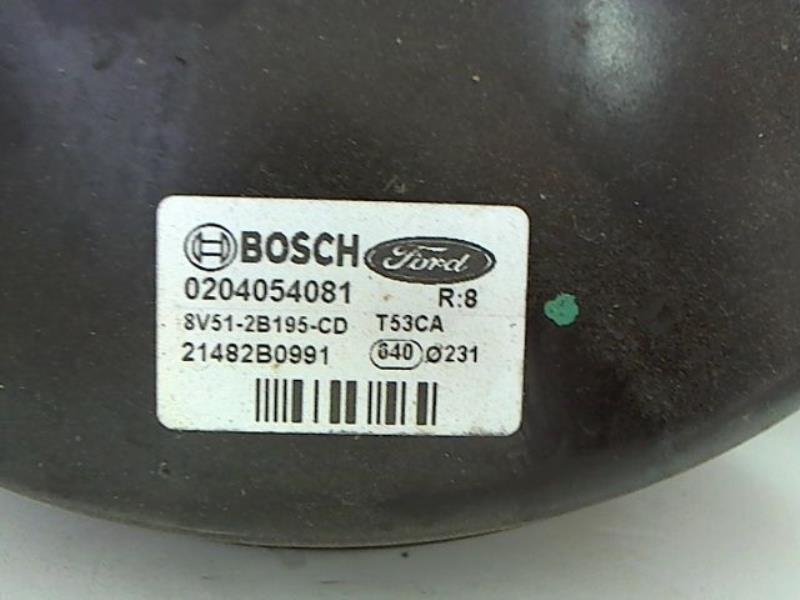 BOSCH Ford
0204054081 R:8
8V51-2B195-CD T53CA
21482B0991 640 Ø231